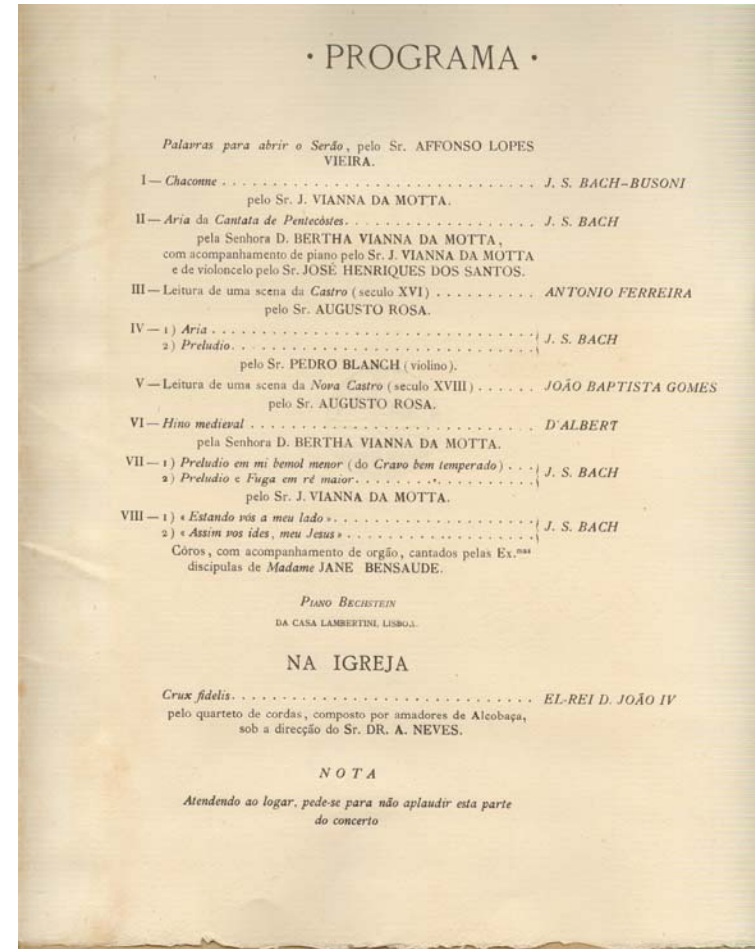 · PROGRAMA ·
Palavras para abrir o Serão, pelo Sr. AFFONSO LOPES
VIEIRA.
I — Chaconne . . . . . . . . . . . . . . . . . . . . . . . . . . . . . . J. S. BACH-BUSONI
pelo Sr. J. VIANNA DA MOTTA.
II — Aria da Cantata de Pentecòstes. . . . . . . . . . . . . . . . . . J. S. BACH
pela Senhora D. BERTHA VIANNA DA MOTTA,
com acompanhamento de piano pelo Sr. J. VIANNA DA MOTTA
e de violoncelo pelo Sr. JOSÉ HENRIQUES DOS SANTOS.
III — Leitura de uma scena da Castro (seculo XVI) . . . . . . . . . . ANTONIO FERREIRA
pelo Sr. AUGUSTO ROSA.
IV — 1) Aria . . . . . . . . . . . . . . . . . . . . . . . . . . . . . .
2) Preludio. . . . . . . . . . . . . . . . . . . . . . . . . . . . . J. S. BACH
pelo Sr. PEDRO BLANCH (violino).
V — Leitura de uma scena da Nova Castro (seculo XVIII) . . . . . . JOÃO BAPTISTA GOMES
pelo Sr. AUGUSTO ROSA.
VI — Hino medieval . . . . . . . . . . . . . . . . . . . . . . . . . . . D'ALBERT
pela Senhora D. BERTHA VIANNA DA MOTTA.
VII — 1) Preludio em mi bemol menor (do Cravo bem temperado) . . .
2) Preludio e Fuga em ré maior. . . . . . . . . . . . . . . . . J. S. BACH
pelo Sr. J. VIANNA DA MOTTA.
VIII — 1) «Estando vós a meu lado». . . . . . . . . . . . . . . . . . .
2) «Assim vos ides, meu Jesus» . . . . . . . . . . . . . . . . . . J. S. BACH
Córos, com acompanhamento de orgão, cantados pelas Ex.mas
discipulas de Madame JANE BENSAUDE.
PIANO BECHSTEIN
DA CASA LAMBERTINI, LISBOA.
NA IGREJA
Crux fidelis. . . . . . . . . . . . . . . . . . . . . . . . . . . . . EL-REI D. JOÃO IV
pelo quarteto de cordas, composto por amadores de Alcobaça,
sob a direcção do Sr. DR. A. NEVES.
NOTA
Atendendo ao logar, pede-se para não aplaudir esta parte
do concerto